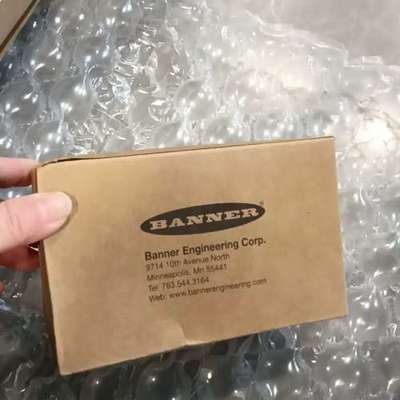 BANNER®
Banner Engineering Corp.
9714 10th Avenue North
Minneapolis, Mn 55441
Tel: 763.544.3164
Web: www.bannerengineering.com